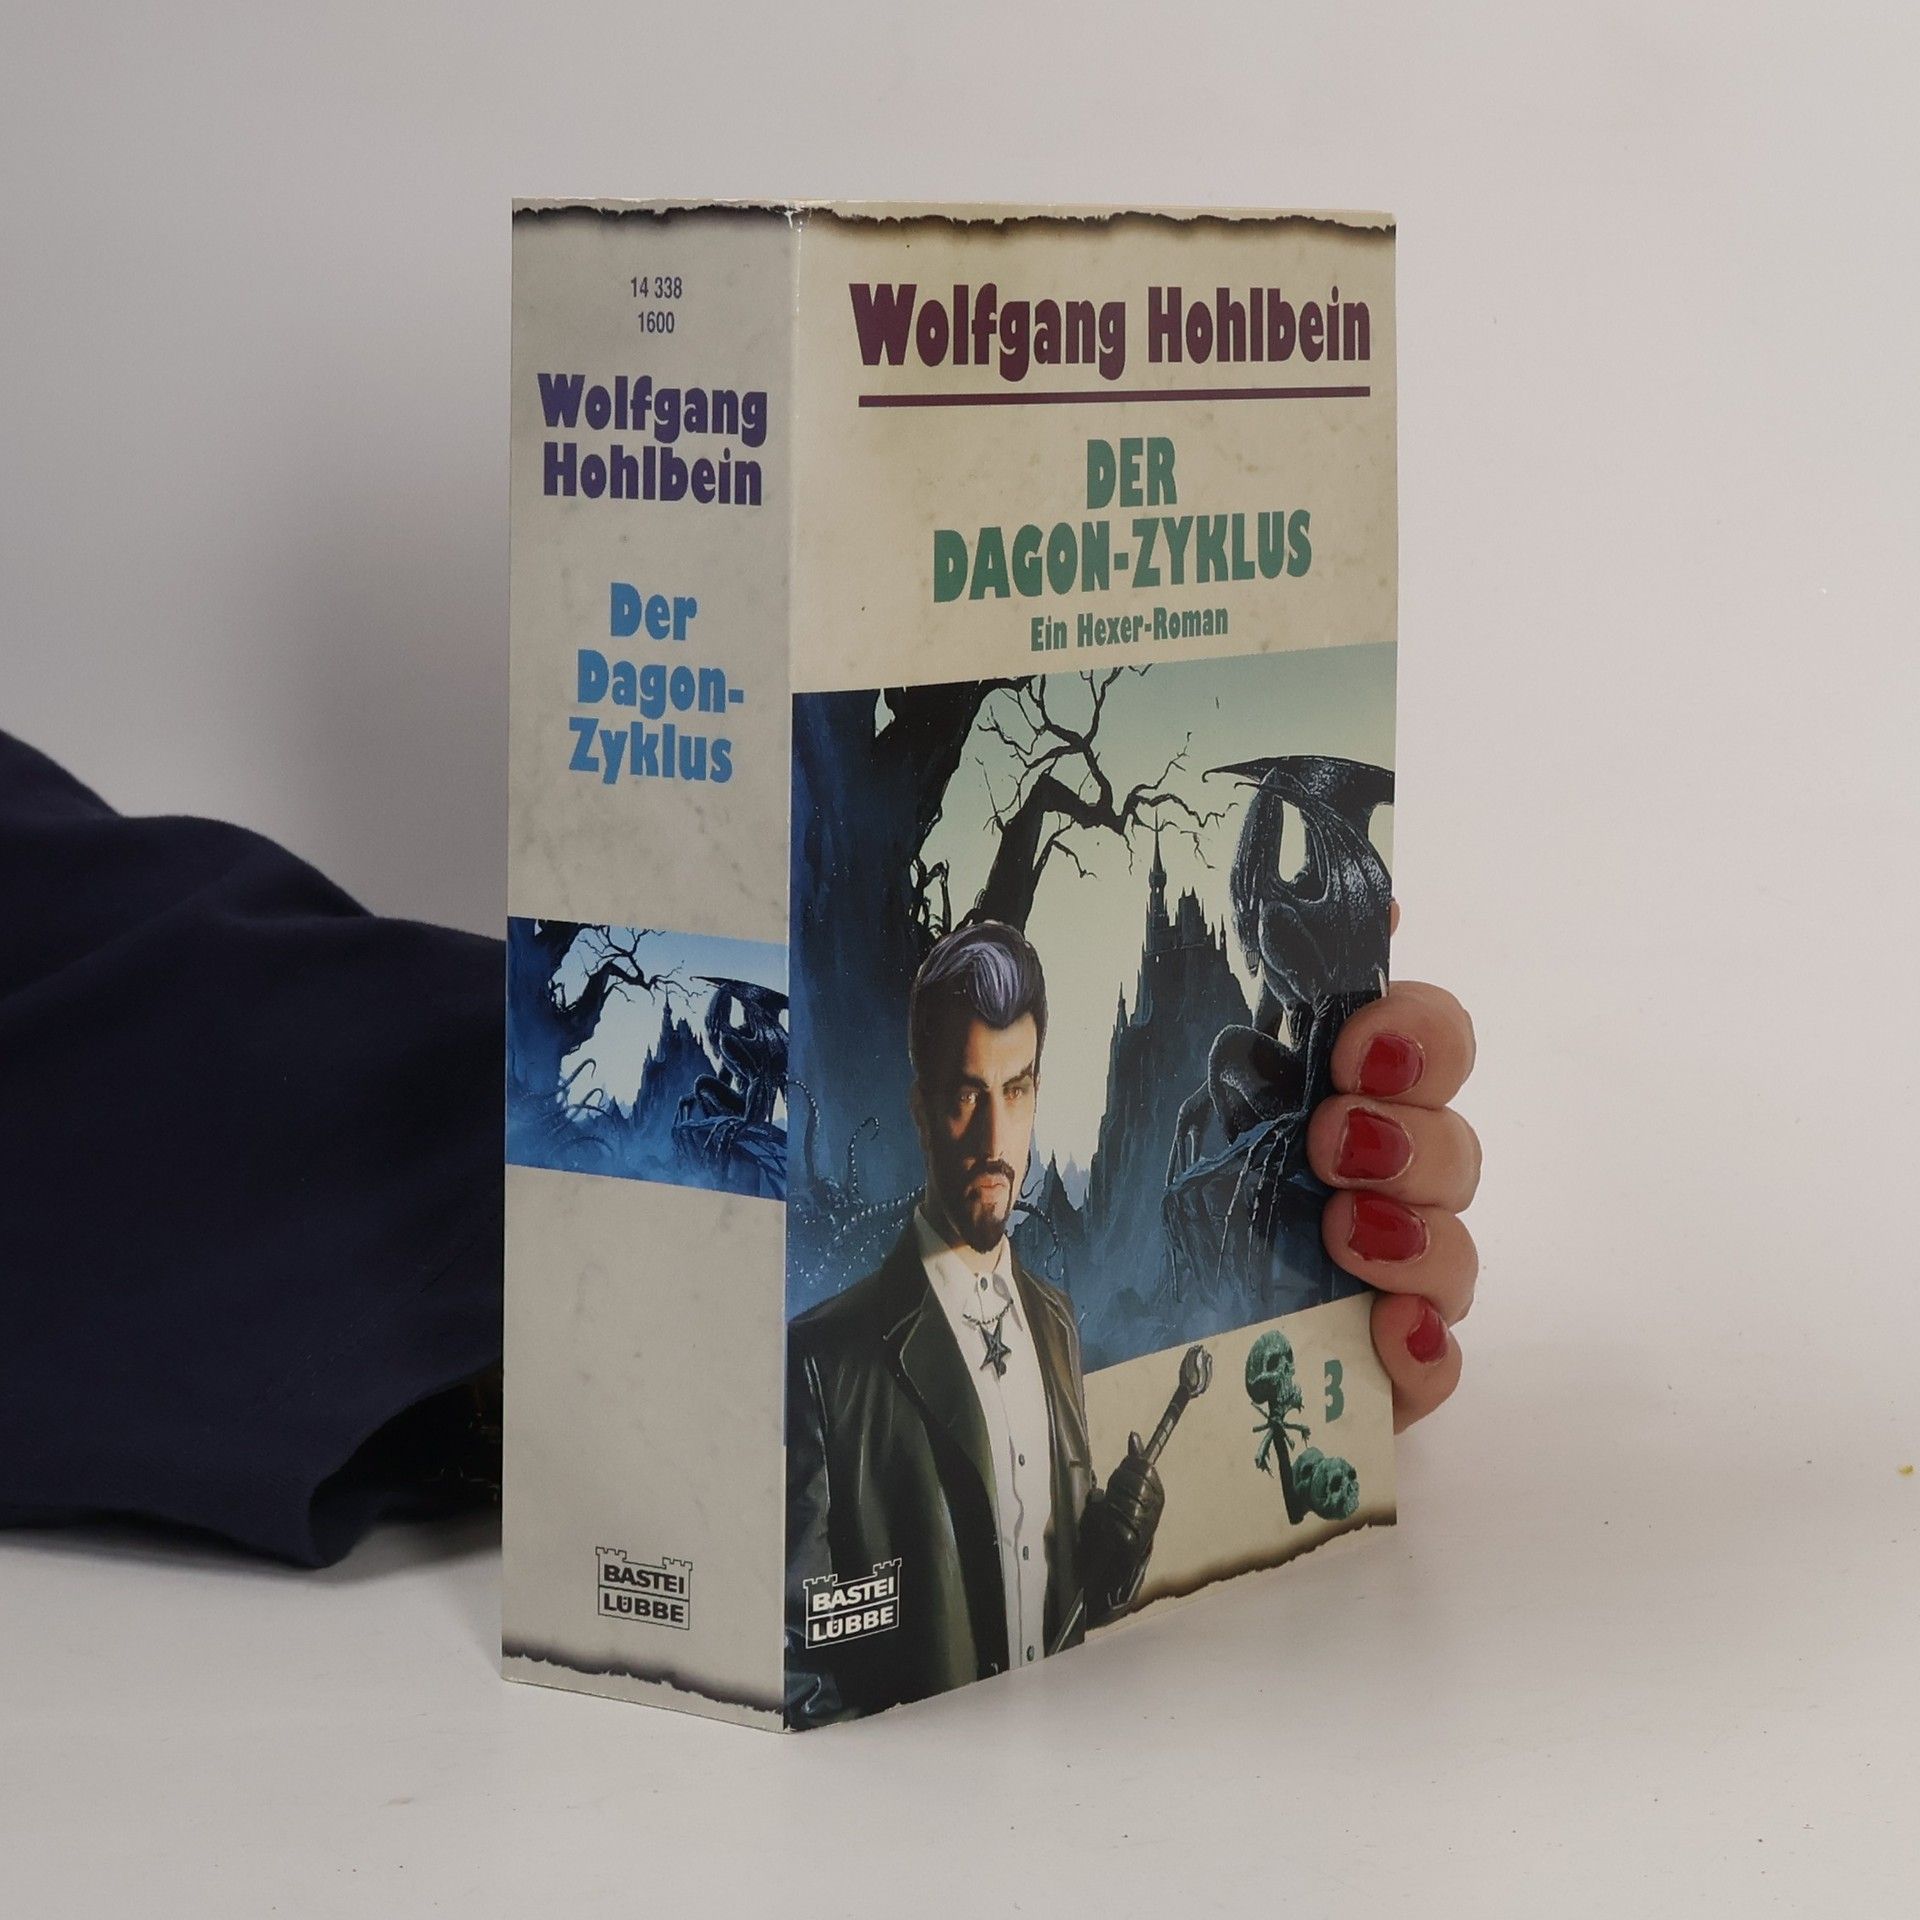 14 338
1600
Wolfgang
Hohlbein
Der
Dagon-
Zyklus
BASTEI
LÜBBE
Wolfgang Hohlbein
DER
DAGON-ZYKLUS
Ein Hexer-Roman
3
BASTEI
LÜBBE